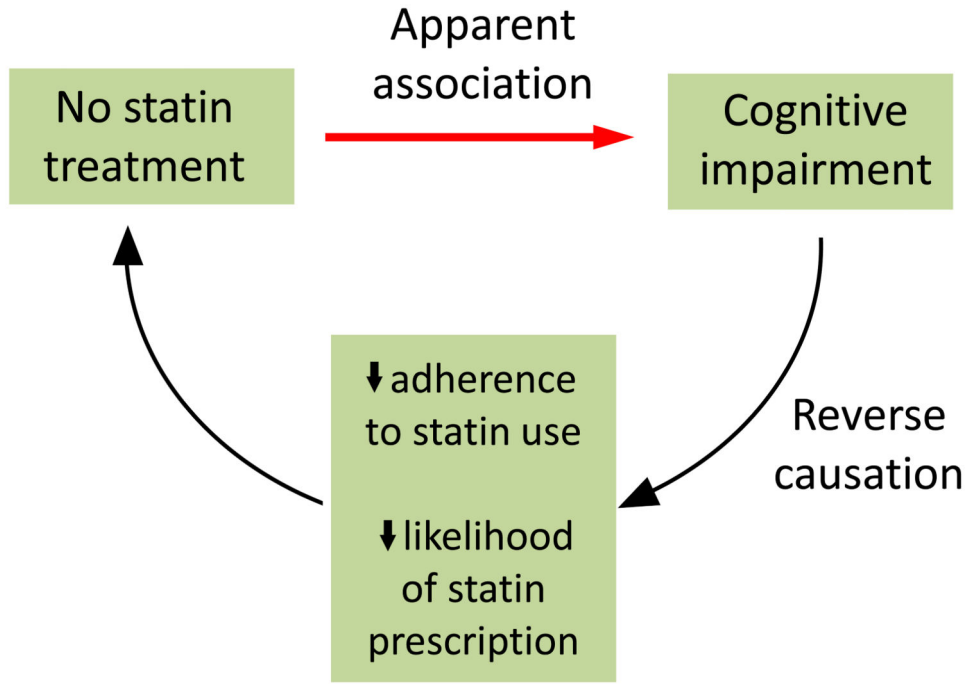 Apparent
association
No statin
treatment
Cognitive
impairment
⬇adherence
to statin use
⬇likelihood
of statin
prescription
Reverse
causation